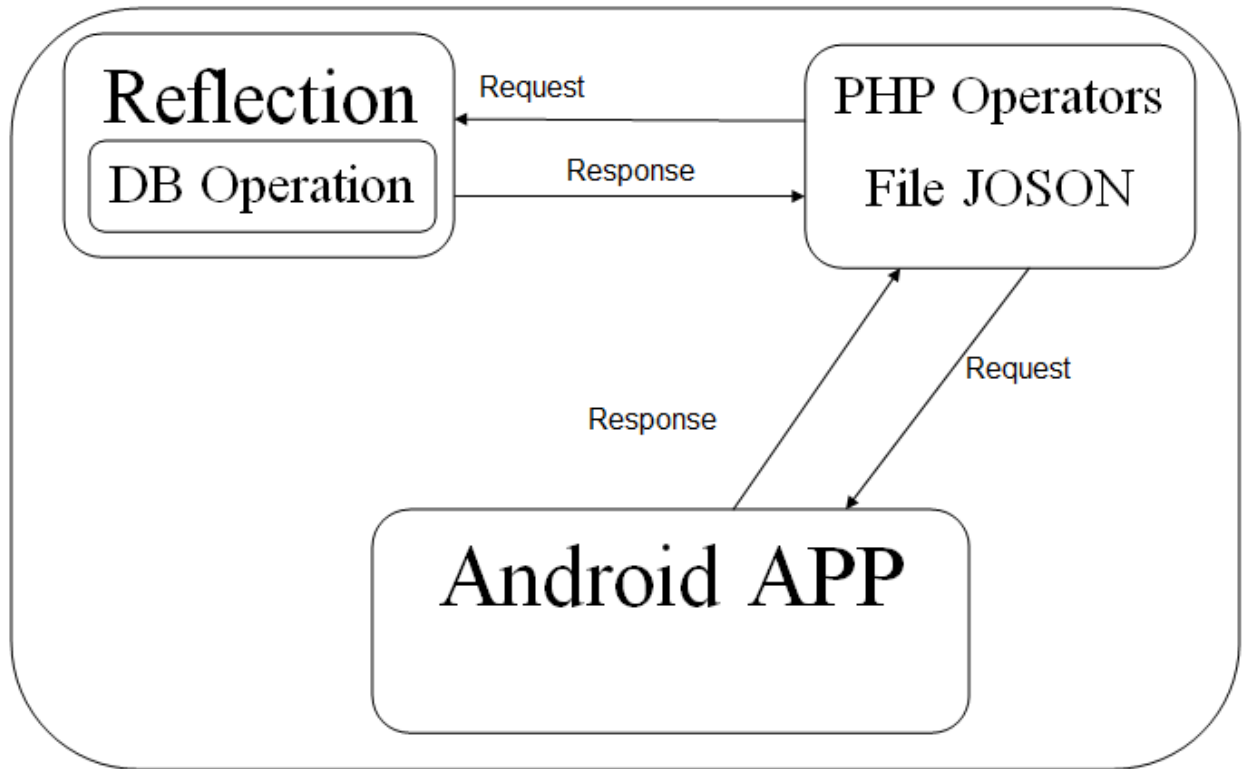 Reflection
DB Operation
Request
Response
PHP Operators
File JOSON
Response
Request
Android APP